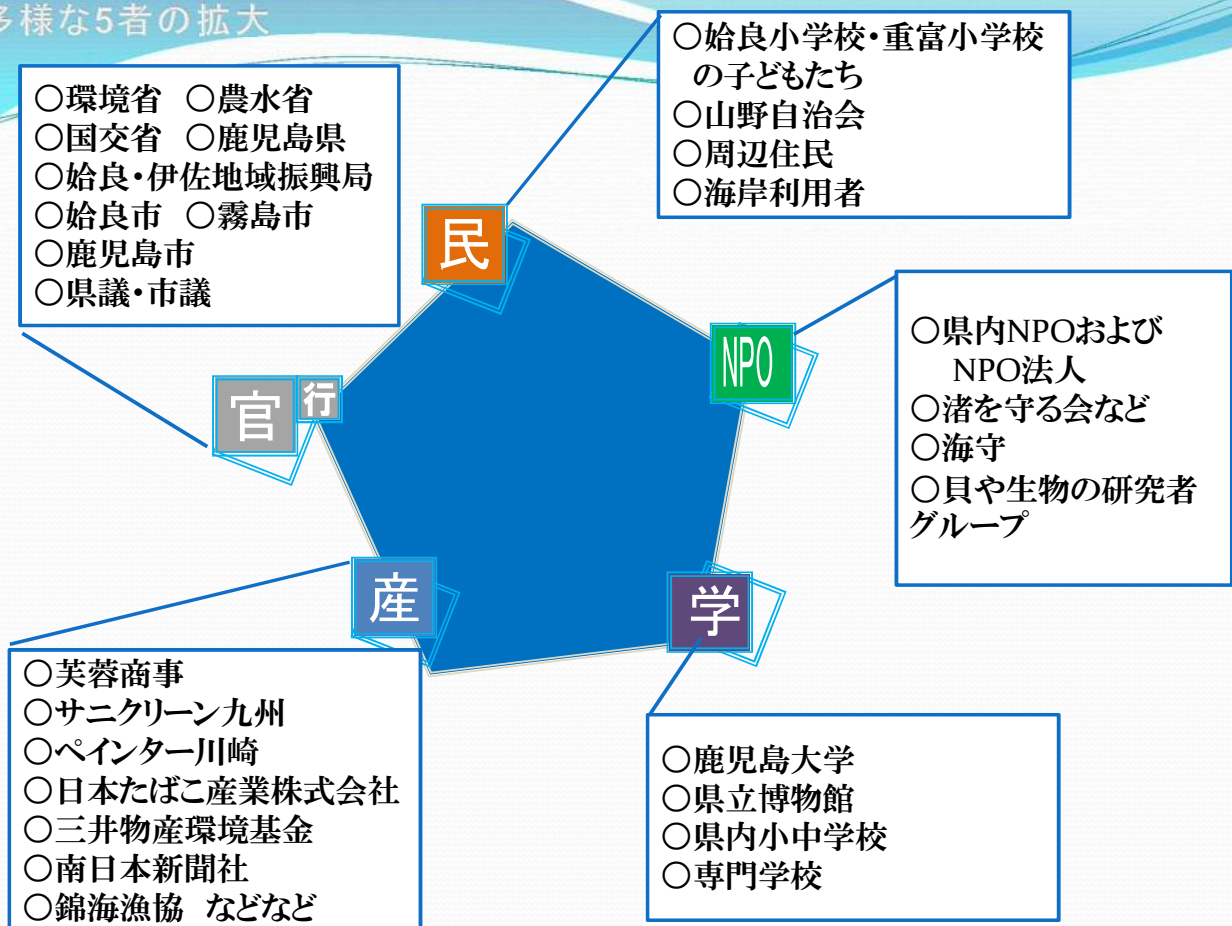 多様な5者の拡大
○環境省 ○農水省
○国交省 ○鹿児島県
○姶良・伊佐地域振興局
○姶良市 ○霧島市
○鹿児島市
○県議・市議
○姶良小学校・重富小学校
の子どもたち
○山野自治会
○周辺住民
○海岸利用者
民
NPO
○県内NPOおよび
NPO法人
○渚を守る会など
○海守
○貝や生物の研究者
グループ
官
行
産
学
○芙蓉商事
○サニクリーン九州
○ペインター川崎
○日本たばこ産業株式会社
○三井物産環境基金
○南日本新聞社
○錦海漁協 などなど
○鹿児島大学
○県立博物館
○県内小中学校
○専門学校